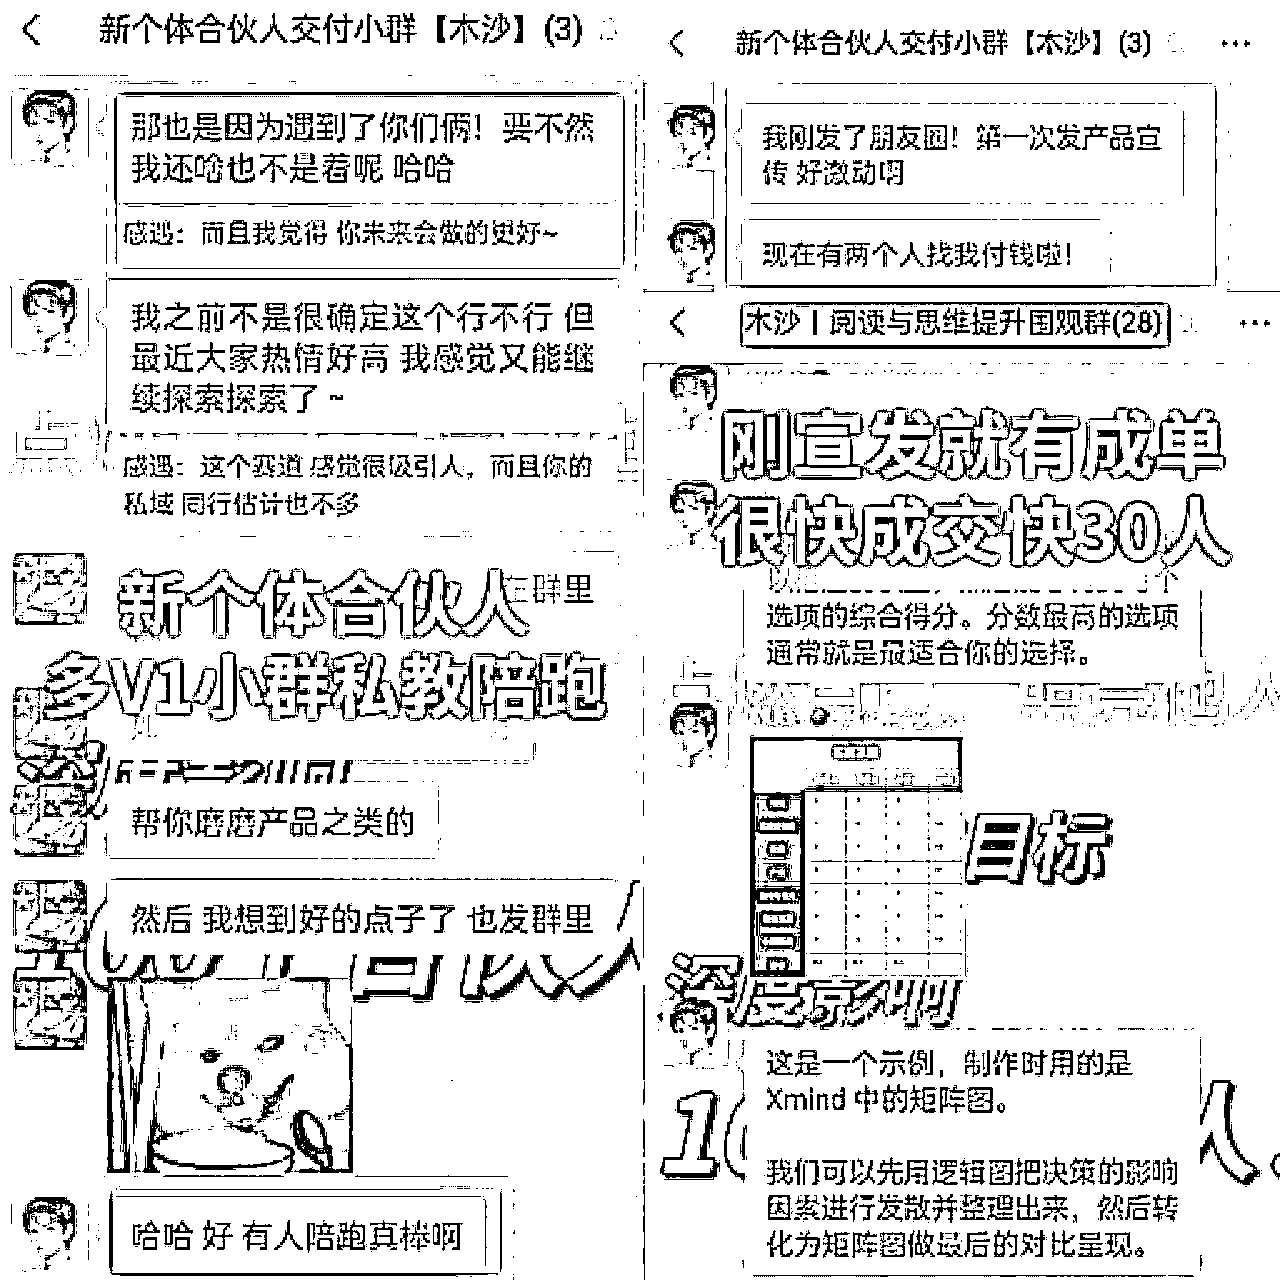 新个体合伙人交付小群【木沙】(3)
那也是因为遇到了你们俩！要不然
我还啥也不是着呢 哈哈
感逃：而且我觉得 你未来会做的更好~
我之前不是很确定这个行不行 但
最近大家热情好高 我感觉又能继
续探索探索了 ~
感逃：这个赛道 感觉很吸引人，而且你的
私域 同行估计也不多
新个体合伙人
群里
多V1小群私教陪跑
帮你磨磨产品之类的
然后 我想到好的点子了 也发群里
100个合伙人
哈哈 好 有人陪跑真棒啊
新个体合伙人交付小群【木沙】(3)
我刚发了朋友圈！第一次发产品宣
传 好激动啊
现在有两个人找我付钱啦！
木沙丨阅读与思维提升围观群(28)
刚宣发就有成单
很快成交快30人
选项的综合得分。分数最高的选项
通常就是最适合你的选择。
目标
深度影响
这是一个示例，制作时用的是
Xmind 中的矩阵图。
我们可以先用逻辑图把决策的影响
因素进行发散并整理出来，然后转
化为矩阵图做最后的对比呈现。